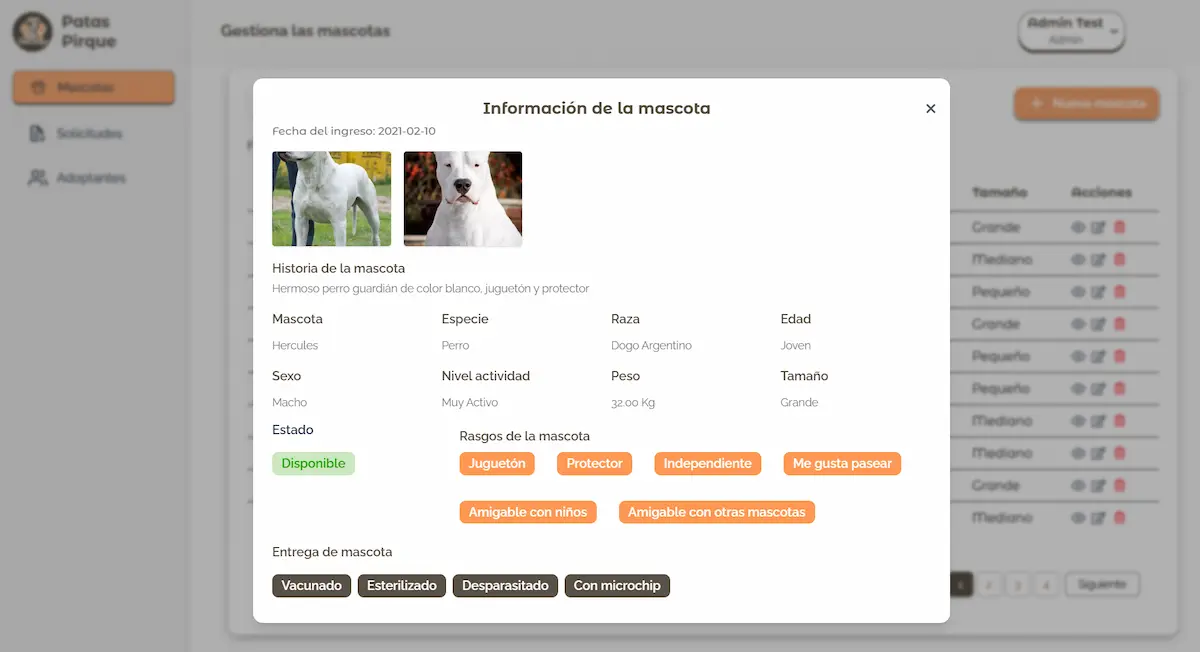 Patas
Pirque
Gestiona las mascotas
Admin Test
Admin
Mascotas
Solicitudes
Adoptantes
Nueva mascota
Información de la mascota
Fecha del ingreso: 2021-02-10
Historia de la mascota
Hermoso perro guardián de color blanco, juguetón y protector
Mascota Especie Raza Edad
Hercules Perro Dogo Argentino Joven
Sexo Nivel actividad Peso Tamaño
Macho Muy Activo 32.00 Kg Grande
Estado Rasgos de la mascota
Disponible Juguetón Protector Independiente Me gusta pasear
Amigable con niños Amigable con otras mascotas
Entrega de mascota
Vacunado Esterilizado Desparasitado Con microchip
Tamaño Acciones
Grande
Mediano
Pequeño
Grande
Pequeño
Pequeño
Mediano
Mediano
Grande
Mediano
1 2 3 4 Siguiente